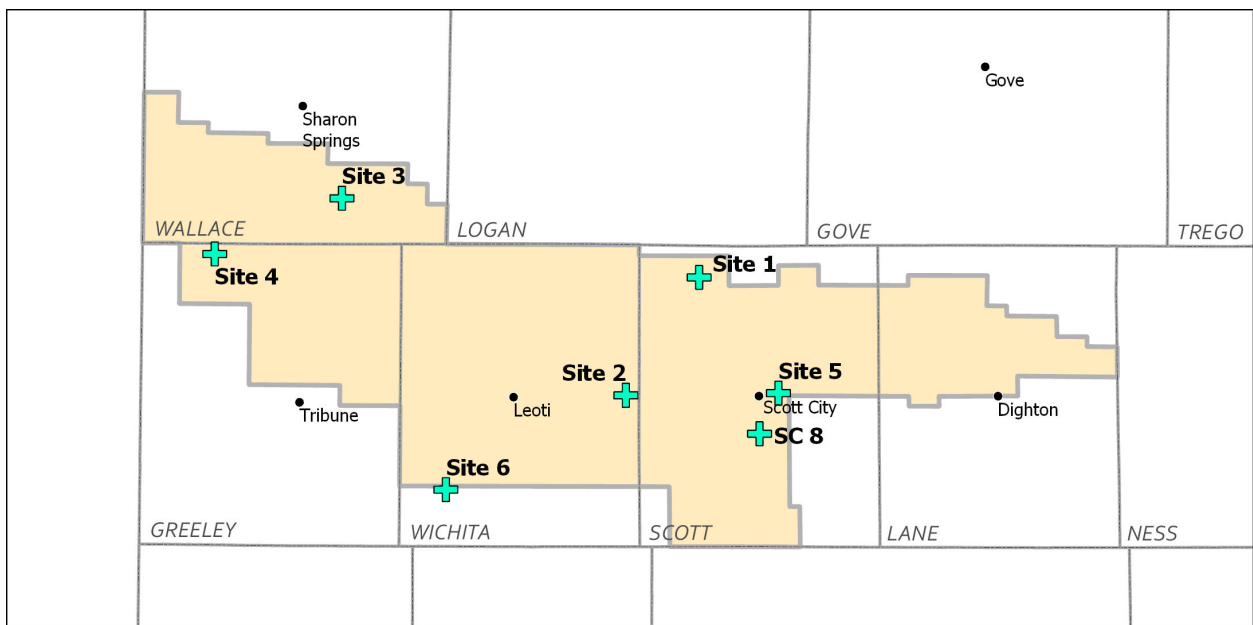 Gove
Sharon
Springs
Site 3
WALLACE
LOGAN
GOVE
TREGO
Site 4
Site 1
Site 2
Site 5
Tribune
Leoti
Scott City
Dighton
SC 8
Site 6
GREELEY
WICHITA
SCOTT
LANE
NESS